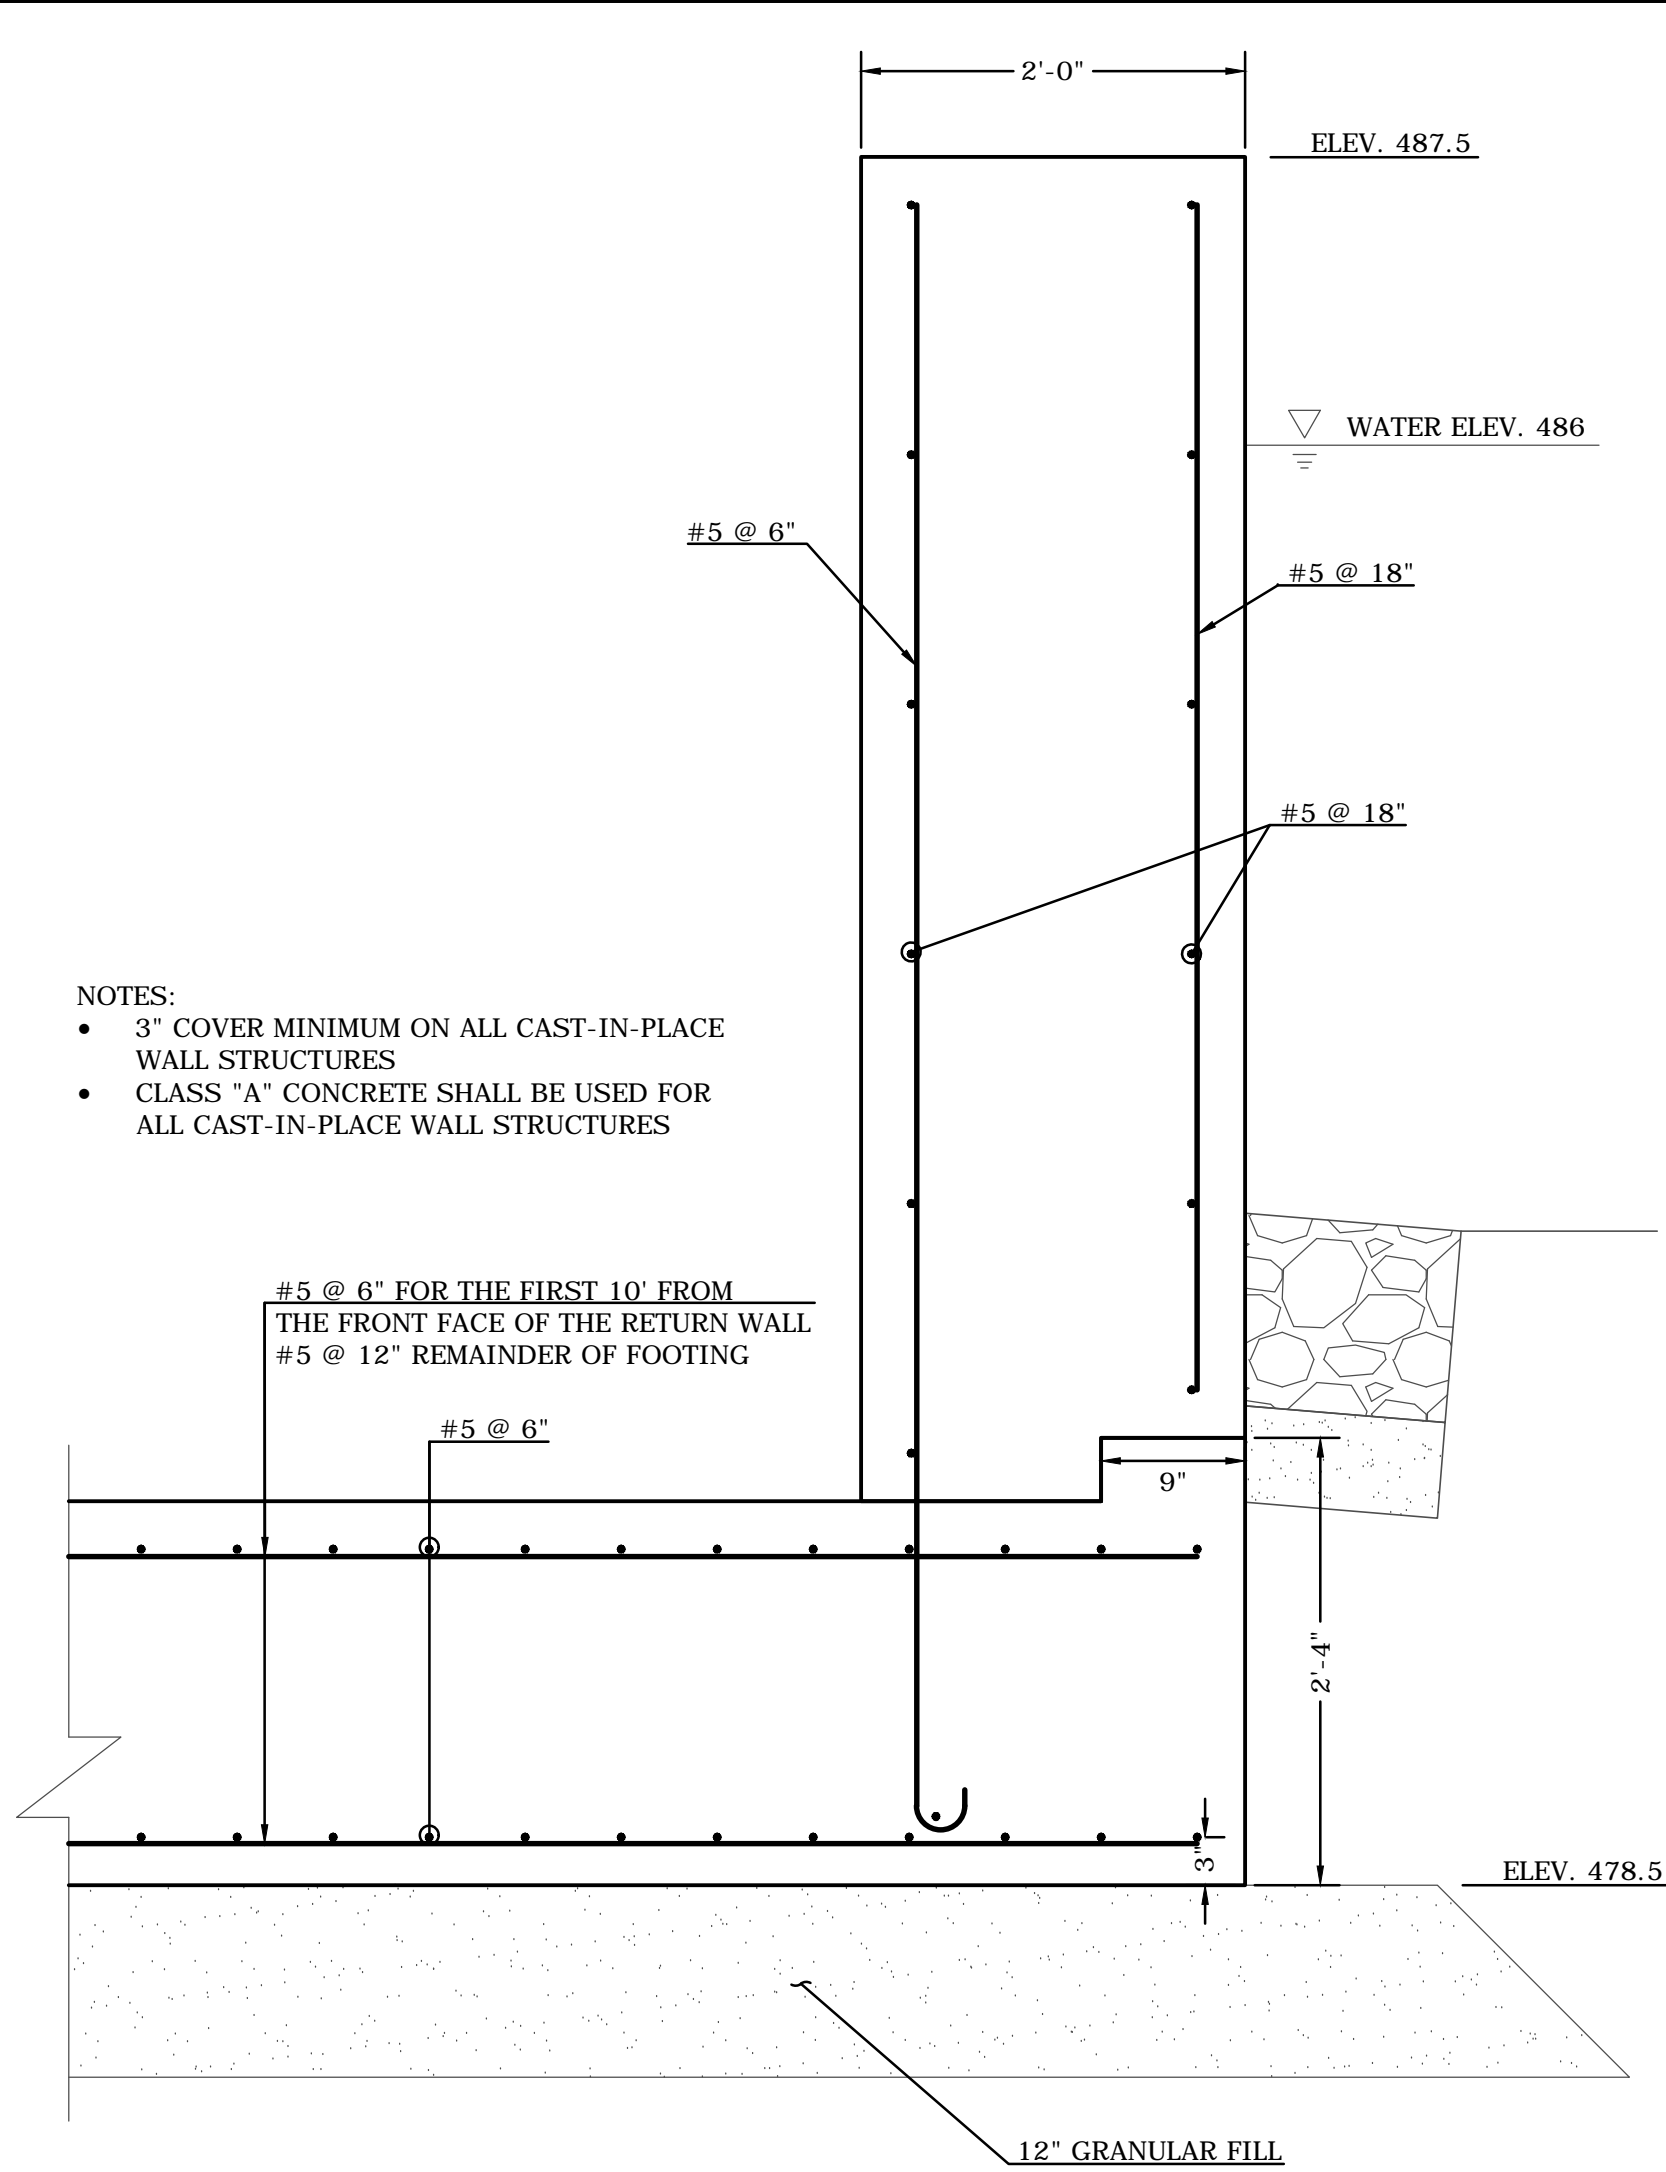 2'-0"
ELEV. 487.5
WATER ELEV. 486
#5 @ 6"
#5 @ 18"
#5 @ 18"
NOTES:
• 3" COVER MINIMUM ON ALL CAST-IN-PLACE
WALL STRUCTURES
• CLASS "A" CONCRETE SHALL BE USED FOR
ALL CAST-IN-PLACE WALL STRUCTURES
#5 @ 6" FOR THE FIRST 10' FROM
THE FRONT FACE OF THE RETURN WALL
#5 @ 12" REMAINDER OF FOOTING
#5 @ 6"
9"
2'-4"
3"
ELEV. 478.5
12" GRANULAR FILL